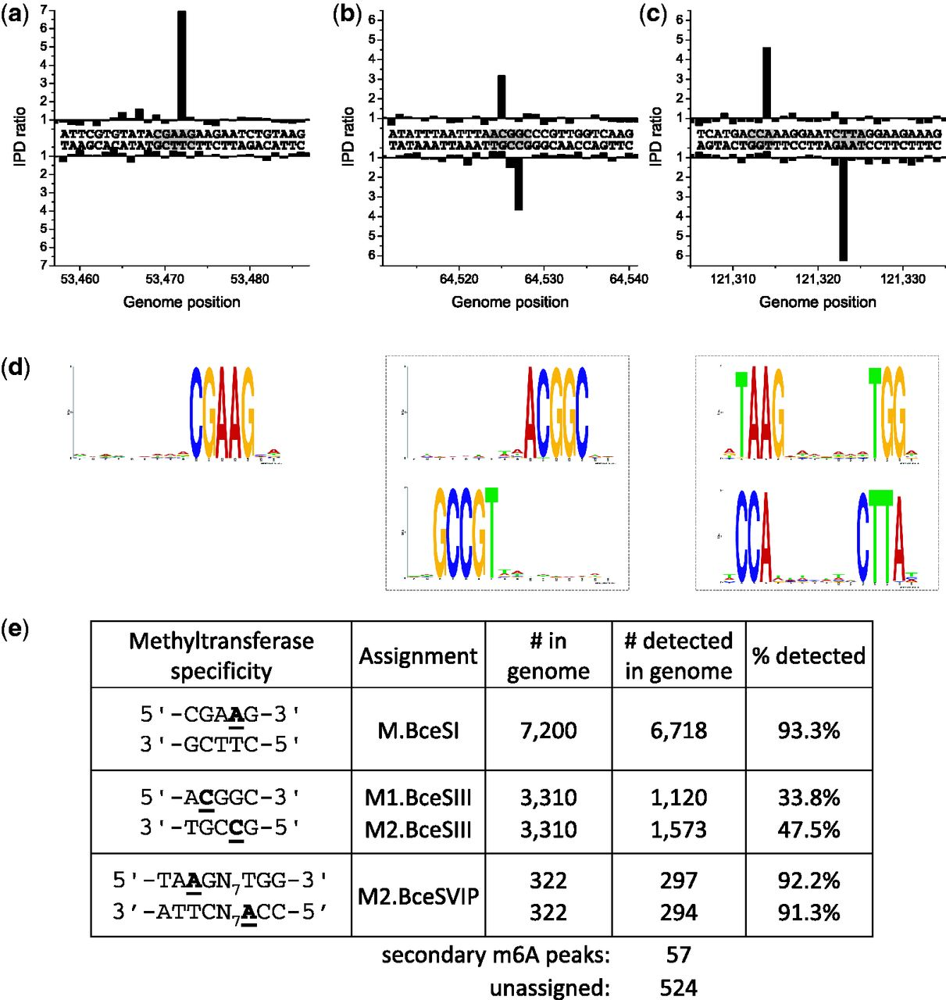 (a)
7
6
5
4
3
2
1
IPD ratio
ATTCGTGTATACGAAGAAGAATCTGTAAG
TAAGCACATATGCTTCTTCTTAGACATTC
1
2
3
4
5
6
7
53,460 53,470 53,480
Genome position
(b)
6
5
4
3
2
1
IPD ratio
ATATTTAATTTAACGGCCCGTTGGTCAAG
TATAAATTAAATTGCCGGGCAACCAGTTC
1
2
3
4
5
6
64,520 64,530 64,540
Genome position
(c)
6
5
4
3
2
1
IPD ratio
TCATGACCAAAGGAATCTTAGGAAGAAAG
AGTACTGGTTTCCTTAGAATCCTTCTTTC
1
2
3
4
5
6
121,310 121,320 121,330
Genome position
(d)
CGAAG
ACGGC
GCCGT
TAAG TGG
CCA CTTA
(e)
Methyltransferase specificity Assignment # in genome # detected in genome % detected
5'-CGAAG-3'
3'-GCTTC-5'
M.BceSI 7,200 6,718 93.3%
5'-ACGGC-3' M1.BceSIII 3,310 1,120 33.8%
3'-TGCCG-5' M2.BceSIII 3,310 1,573 47.5%
5'-TAAGN7TGG-3' 322 297 92.2%
M2.BceSVIP
3'-ATTCN7ACC-5' 322 294 91.3%
secondary m6A peaks: 57
unassigned: 524